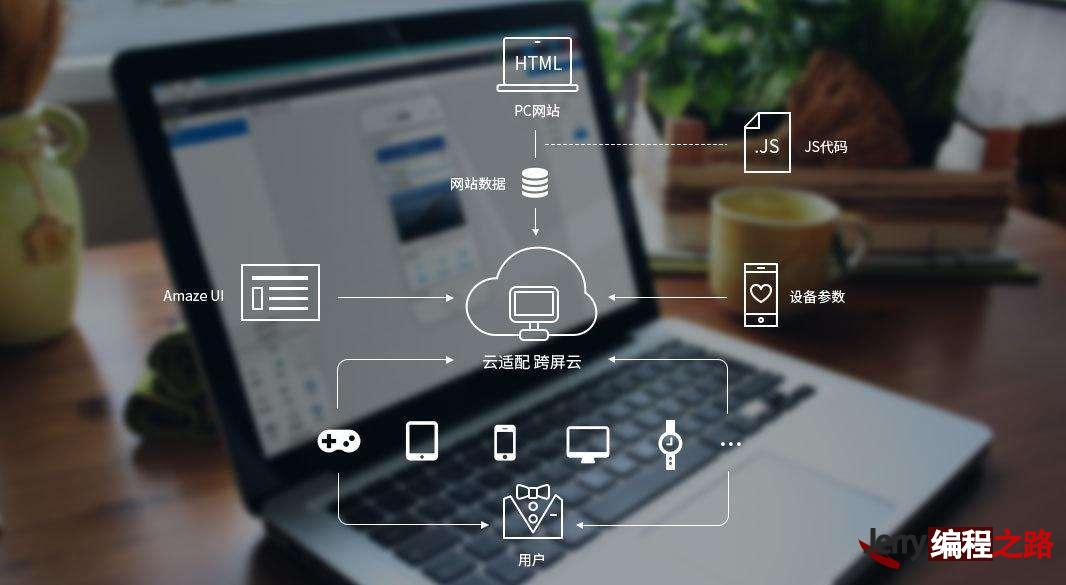 HTML
PC网站
.JS
JS代码
网站数据
Amaze UI
设备参数
云适配 跨屏云
...
用户
Jerry编程之路